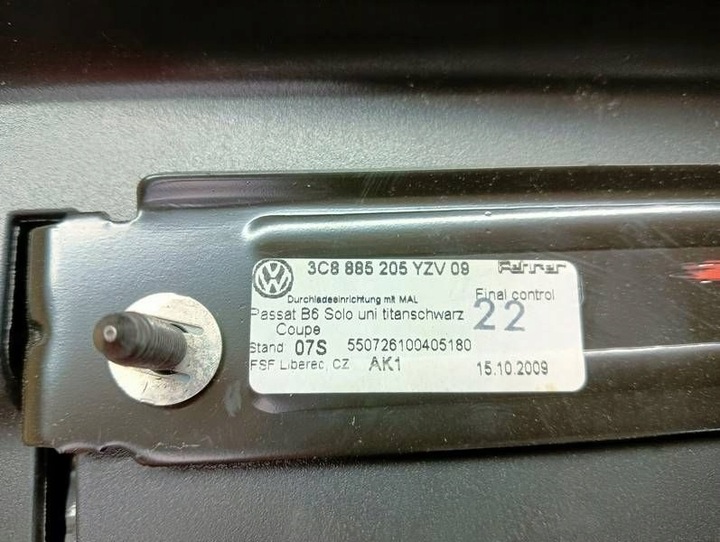 3C8 885 205 YZV 09 Fehrer
Durchladeeinrichtung mit MAL
Final control
Passat B6 Solo uni titanschwarz
22
Coupe
Stand 07S 550726100405180
FSF Liberec, CZ AK1 15.10.2009